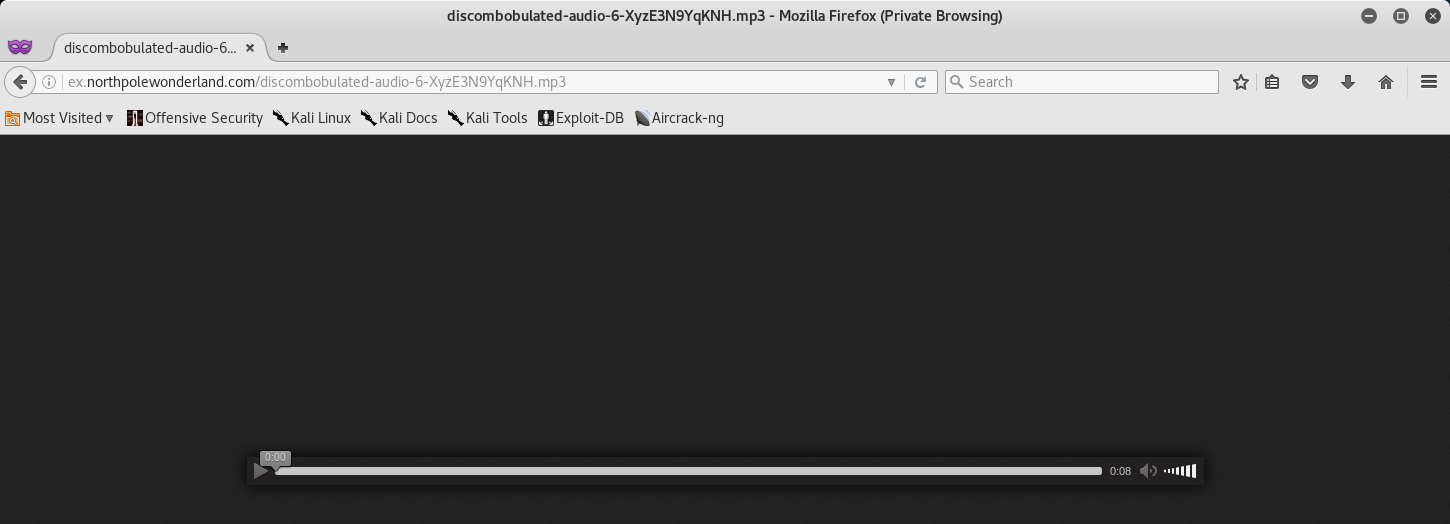 discombobulated-audio-6-XyzE3N9YqKNH.mp3 - Mozilla Firefox (Private Browsing)
discombobulated-audio-6...
ex.northpolewonderland.com/discombobulated-audio-6-XyzE3N9YqKNH.mp3 Search
Most Visited Offensive Security Kali Linux Kali Docs Kali Tools Exploit-DB Aircrack-ng
0:00
0:08